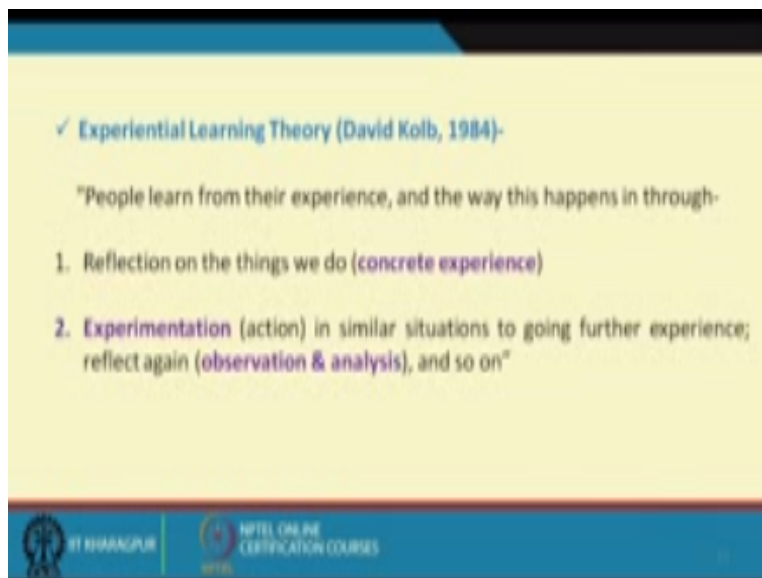 ✓ Experiential Learning Theory (David Kolb, 1984)-
"People learn from their experience, and the way this happens in through-
1. Reflection on the things we do (concrete experience)
2. Experimentation (action) in similar situations to going further experience;
reflect again (observation & analysis), and so on"
IIT KHARAGPUR
NPTEL ONLINE
CERTIFICATION COURSES
NPTEL